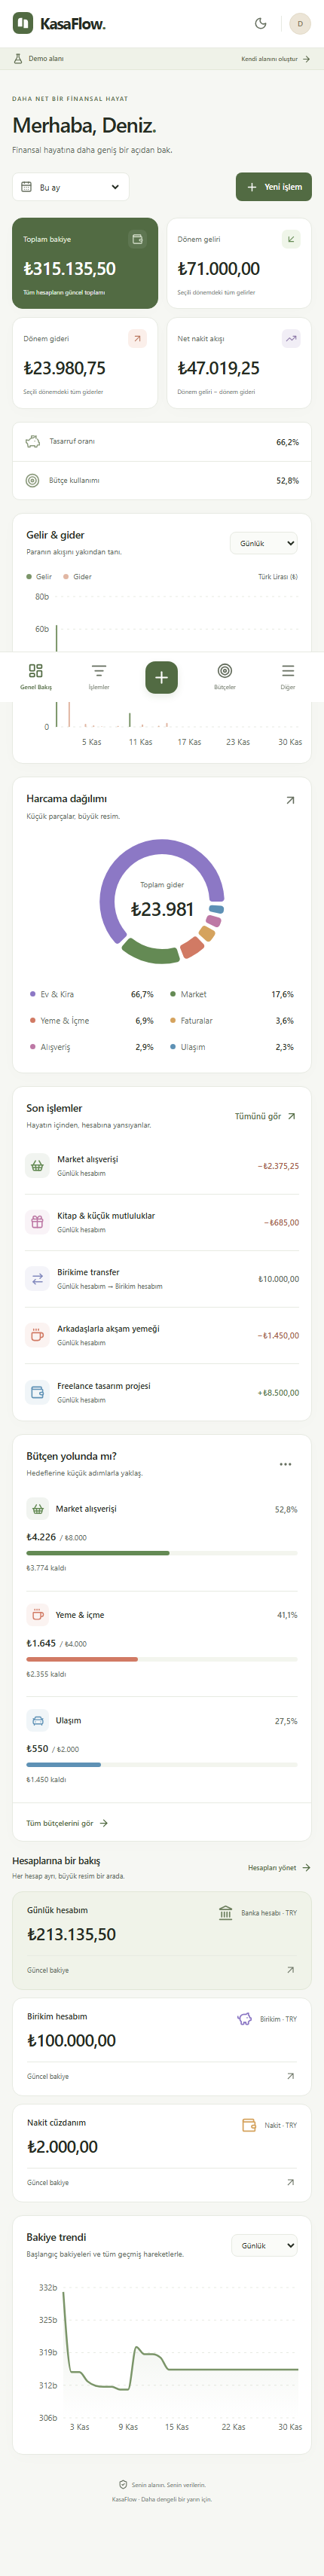 KasaFlow.
D
Demo alanı
Kendi alanını oluştur
DAHA NET BİR FİNANSAL HAYAT
Merhaba, Deniz.
Finansal hayatına daha geniş bir açıdan bak.
Bu ay
Yeni işlem
Toplam bakiye
₺315.135,50
Tüm hesapların güncel toplamı
Dönem geliri
₺71.000,00
Seçili dönemdeki tüm gelirler
Dönem gideri
₺23.980,75
Seçili dönemdeki tüm giderler
Net nakit akışı
₺47.019,25
Dönem geliri − dönem gideri
Tasarruf oranı
66,2%
Bütçe kullanımı
52,8%
Gelir & gider
Paranın akışını yakından tanı.
Günlük
Gelir
Gider
Türk Lirası (₺)
80b
60b
Genel Bakış
İşlemler
Bütçeler
Diğer
0
5 Kas
11 Kas
17 Kas
23 Kas
30 Kas
Harcama dağılımı
Küçük parçalar, büyük resim.
Toplam gider
₺23.981
Ev & Kira
66,7%
Market
17,6%
Yeme & İçme
6,9%
Faturalar
3,6%
Alışveriş
2,9%
Ulaşım
2,3%
Son işlemler
Hayatın içinden, hesabına yansıyanlar.
Tümünü gör
Market alışverişi
Günlük hesabım
−₺2.375,25
Kitap & küçük mutluluklar
Günlük hesabım
−₺685,00
Birikime transfer
Günlük hesabım → Birikim hesabım
₺10.000,00
Arkadaşlarla akşam yemeği
Günlük hesabım
−₺1.450,00
Freelance tasarım projesi
Günlük hesabım
+₺8.500,00
Bütçen yolunda mı?
Hedeflerine küçük adımlarla yaklaş.
Market alışverişi
52,8%
₺4.226 / ₺8.000
₺3.774 kaldı
Yeme & içme
41,1%
₺1.645 / ₺4.000
₺2.355 kaldı
Ulaşım
27,5%
₺550 / ₺2.000
₺1.450 kaldı
Tüm bütçelerini gör
Hesaplarına bir bakış
Her hesap ayrı, büyük resim bir arada.
Hesapları yönet
Günlük hesabım
Banka hesabı · TRY
₺213.135,50
Güncel bakiye
Birikim hesabım
Birikim · TRY
₺100.000,00
Güncel bakiye
Nakit cüzdanım
Nakit · TRY
₺2.000,00
Güncel bakiye
Bakiye trendi
Başlangıç bakiyeleri ve tüm geçmiş hareketlerle.
Günlük
332b
325b
319b
312b
306b
3 Kas
9 Kas
15 Kas
22 Kas
30 Kas
Senin alanın. Senin verilerin.
KasaFlow · Daha dengeli bir yarın için.